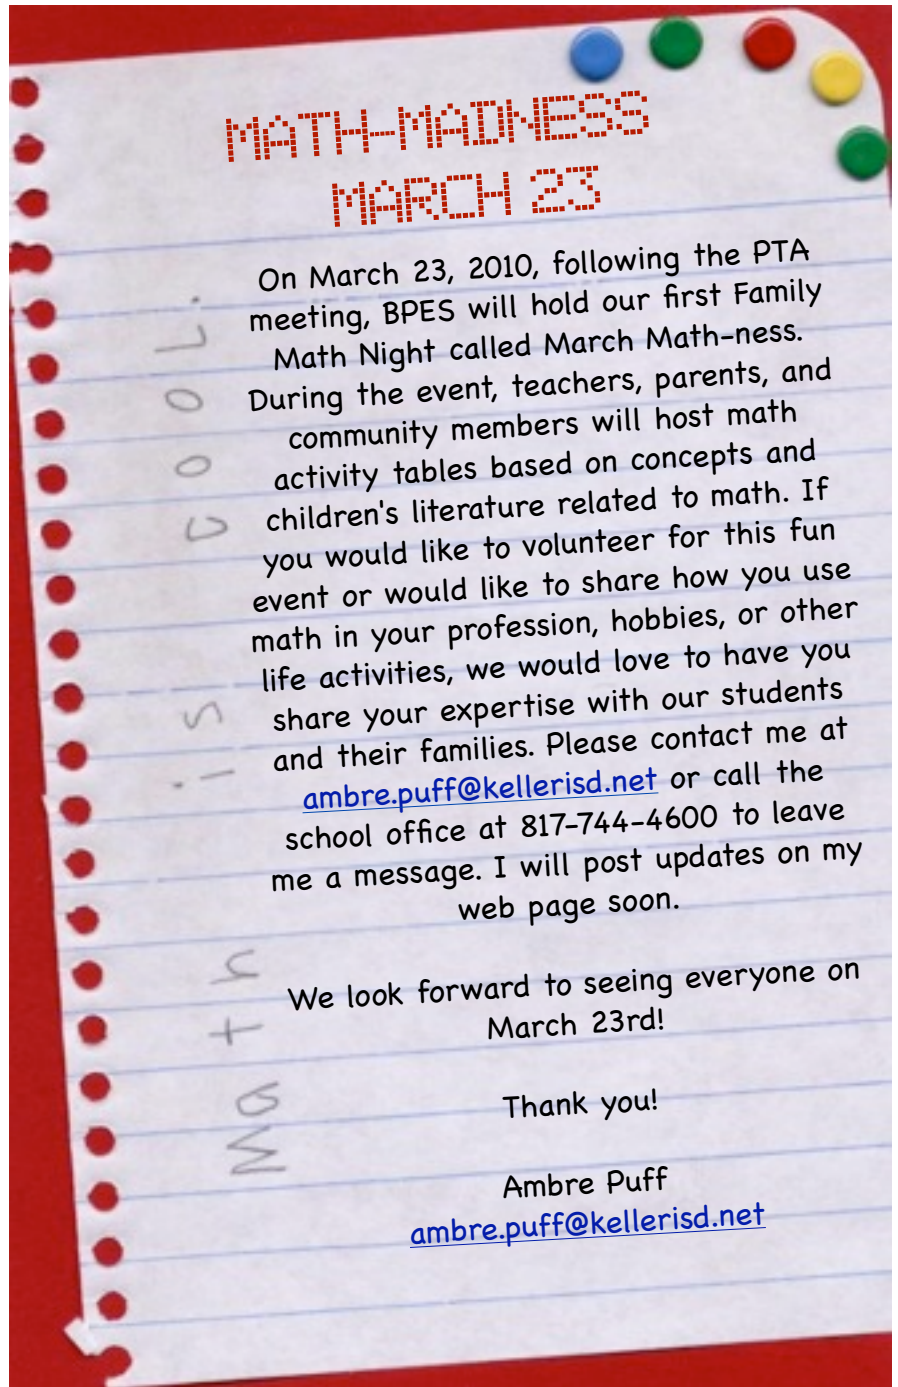 MATH-MADNESS
MARCH 23
On March 23, 2010, following the PTA
meeting, BPES will hold our first Family
Math Night called March Math-ness.
During the event, teachers, parents, and
community members will host math
activity tables based on concepts and
children's literature related to math. If
you would like to volunteer for this fun
event or would like to share how you use
math in your profession, hobbies, or other
life activities, we would love to have you
share your expertise with our students
and their families. Please contact me at
ambre.puff@kellerisd.net or call the
school office at 817-744-4600 to leave
me a message. I will post updates on my
web page soon.
We look forward to seeing everyone on
March 23rd!
Thank you!
Ambre Puff
ambre.puff@kellerisd.net
Math is cool.